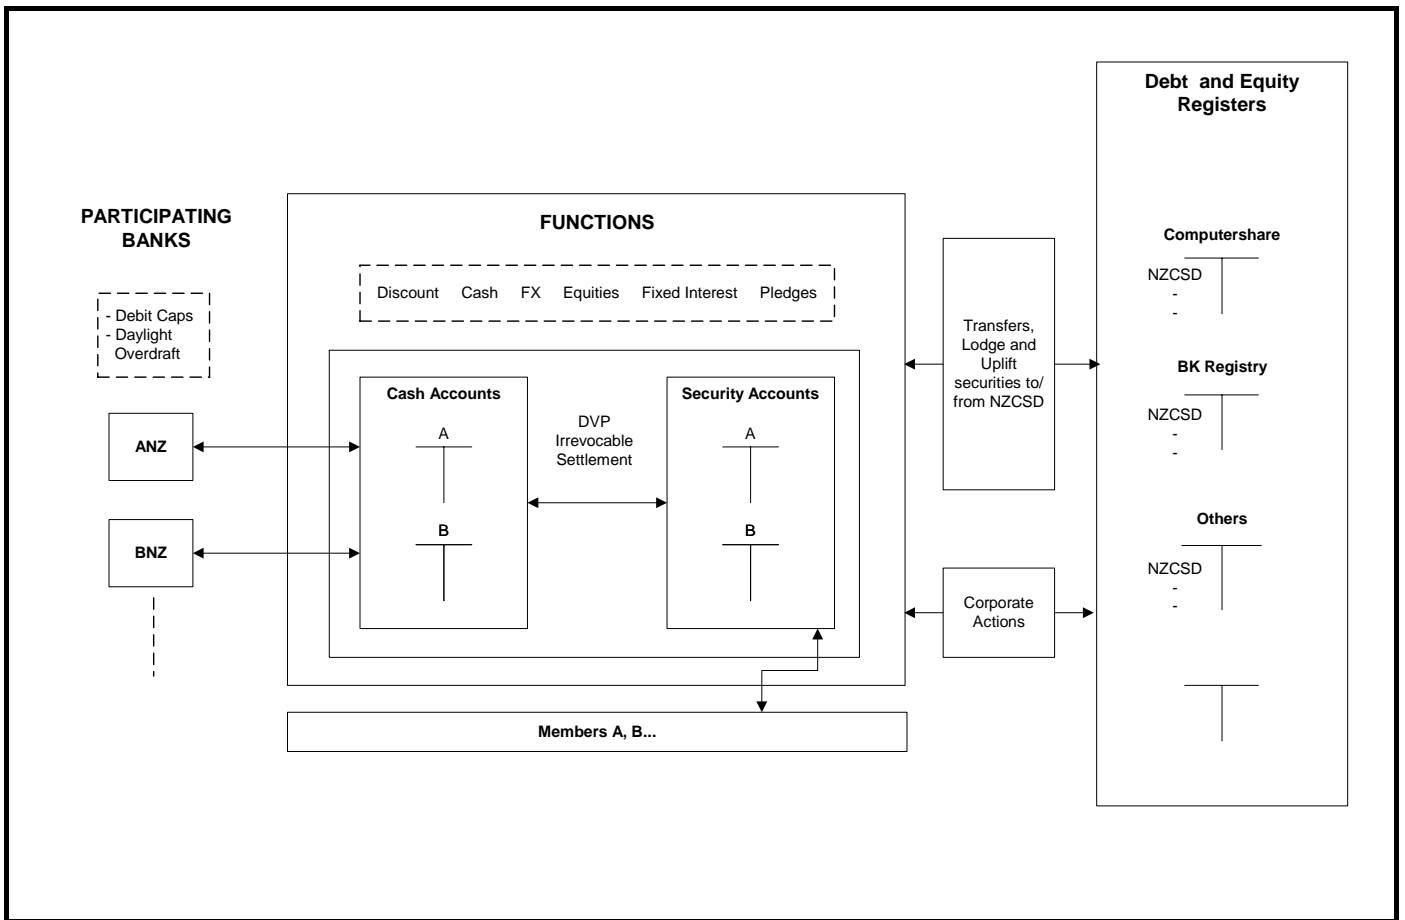 PARTICIPATING
BANKS
- Debit Caps
- Daylight
Overdraft
ANZ
BNZ
FUNCTIONS
Discount Cash FX Equities Fixed Interest Pledges
Cash Accounts
A
B
DVP
Irrevocable
Settlement
Security Accounts
A
B
Members A, B...
Transfers,
Lodge and
Uplift
securities to/
from NZCSD
Corporate
Actions
Debt and Equity
Registers
Computershare
NZCSD
-
-
BK Registry
NZCSD
-
-
Others
NZCSD
-
-